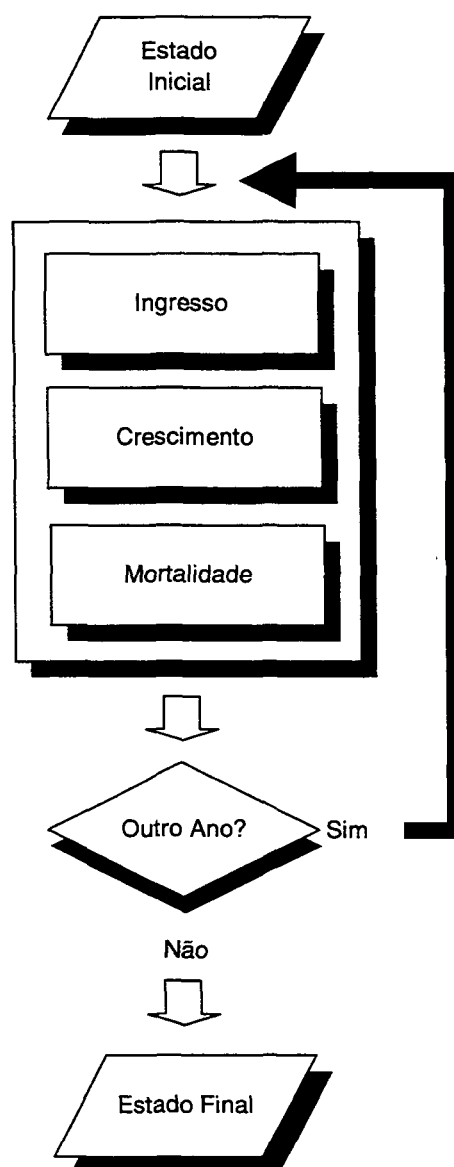 Estado
Inicial
Ingresso
Crescimento
Mortalidade
Outro Ano?
Sim
Não
Estado Final